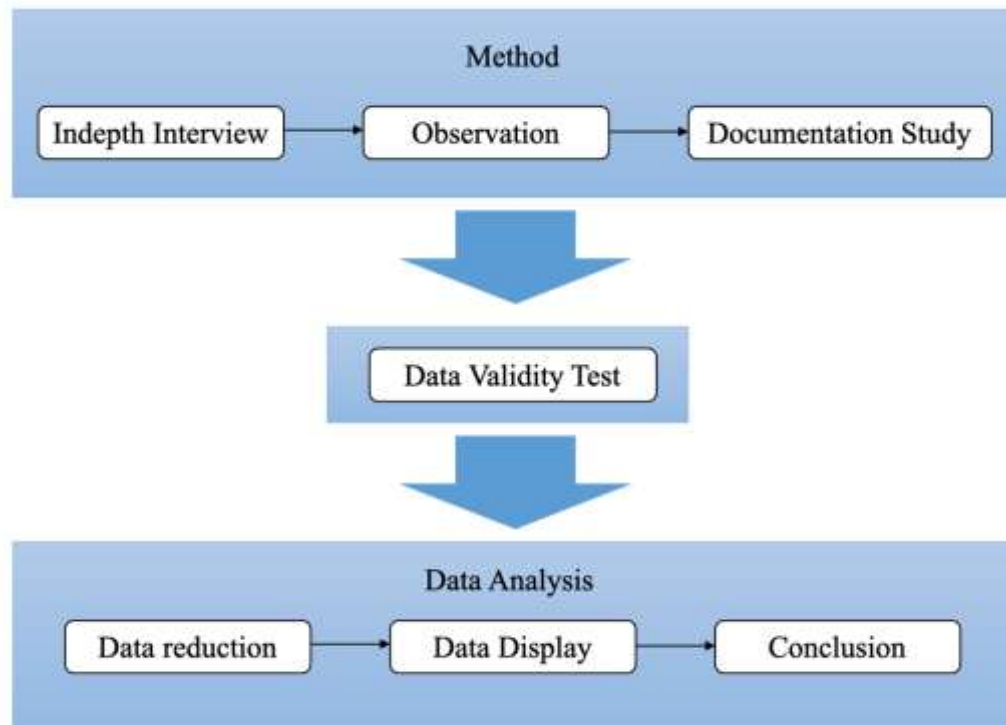 Method
Indepth Interview
Observation
Documentation Study
Data Validity Test
Data Analysis
Data reduction
Data Display
Conclusion